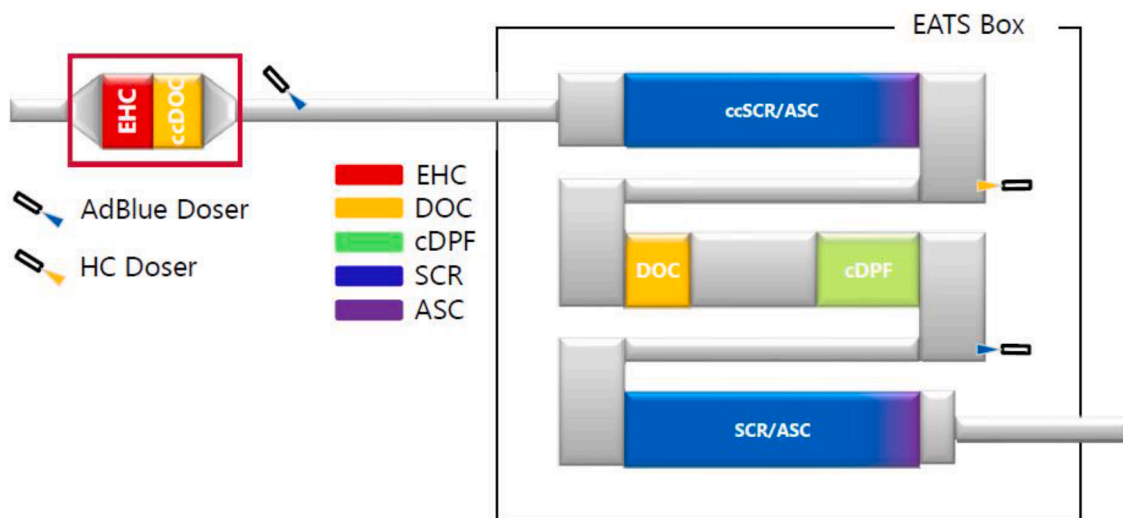 EATS Box
EHC
ccDOC
ccSCR/ASC
AdBlue Doser
HC Doser
EHC
DOC
cDPF
SCR
ASC
DOC
cDPF
SCR/ASC